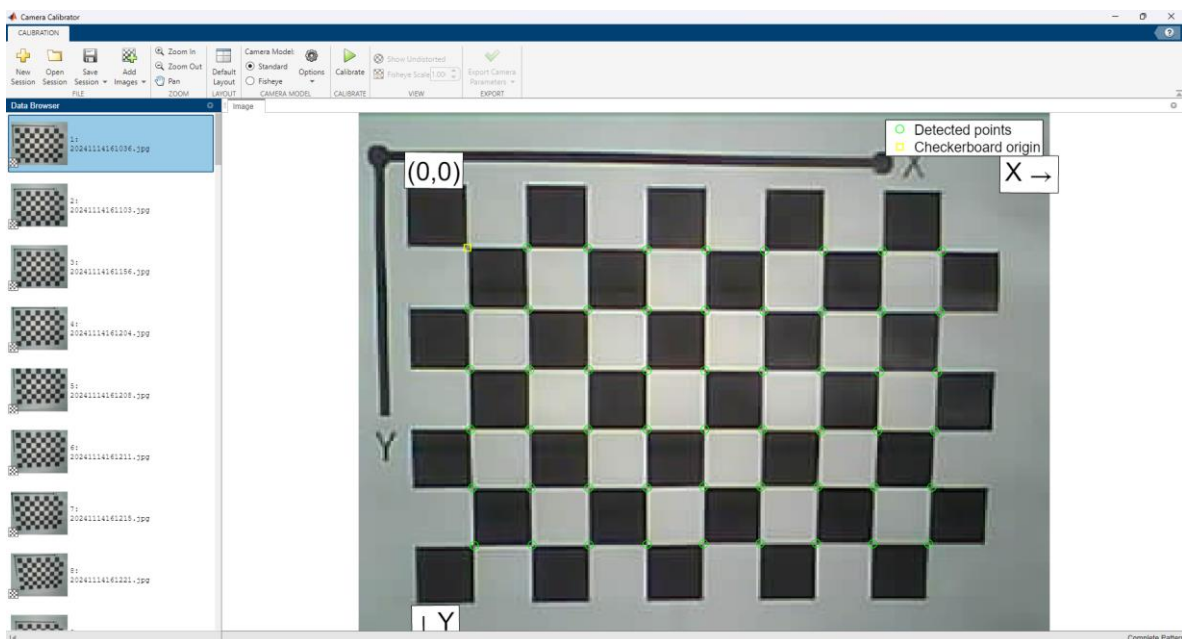 Camera Calibrator
CALIBRATION
New Session
Open Session
Save Session
Add Images
Zoom In
Zoom Out
Pan
Default Layout
Camera Model:
Standard
Fisheye
Options
Calibrate
Show Undistorted
Fisheye Scale 1.00
Export Camera Parameters
FILE
ZOOM
LAYOUT
CAMERA MODEL
CALIBRATE
VIEW
EXPORT
Data Browser
Image
1:
20241114161036.jpg
2:
20241114161103.jpg
3:
20241114161156.jpg
4:
20241114161204.jpg
5:
20241114161208.jpg
6:
20241114161211.jpg
7:
20241114161215.jpg
8:
20241114161221.jpg
Detected points
Checkerboard origin
(0,0)
X
X →
Y
Y
Complete Patter